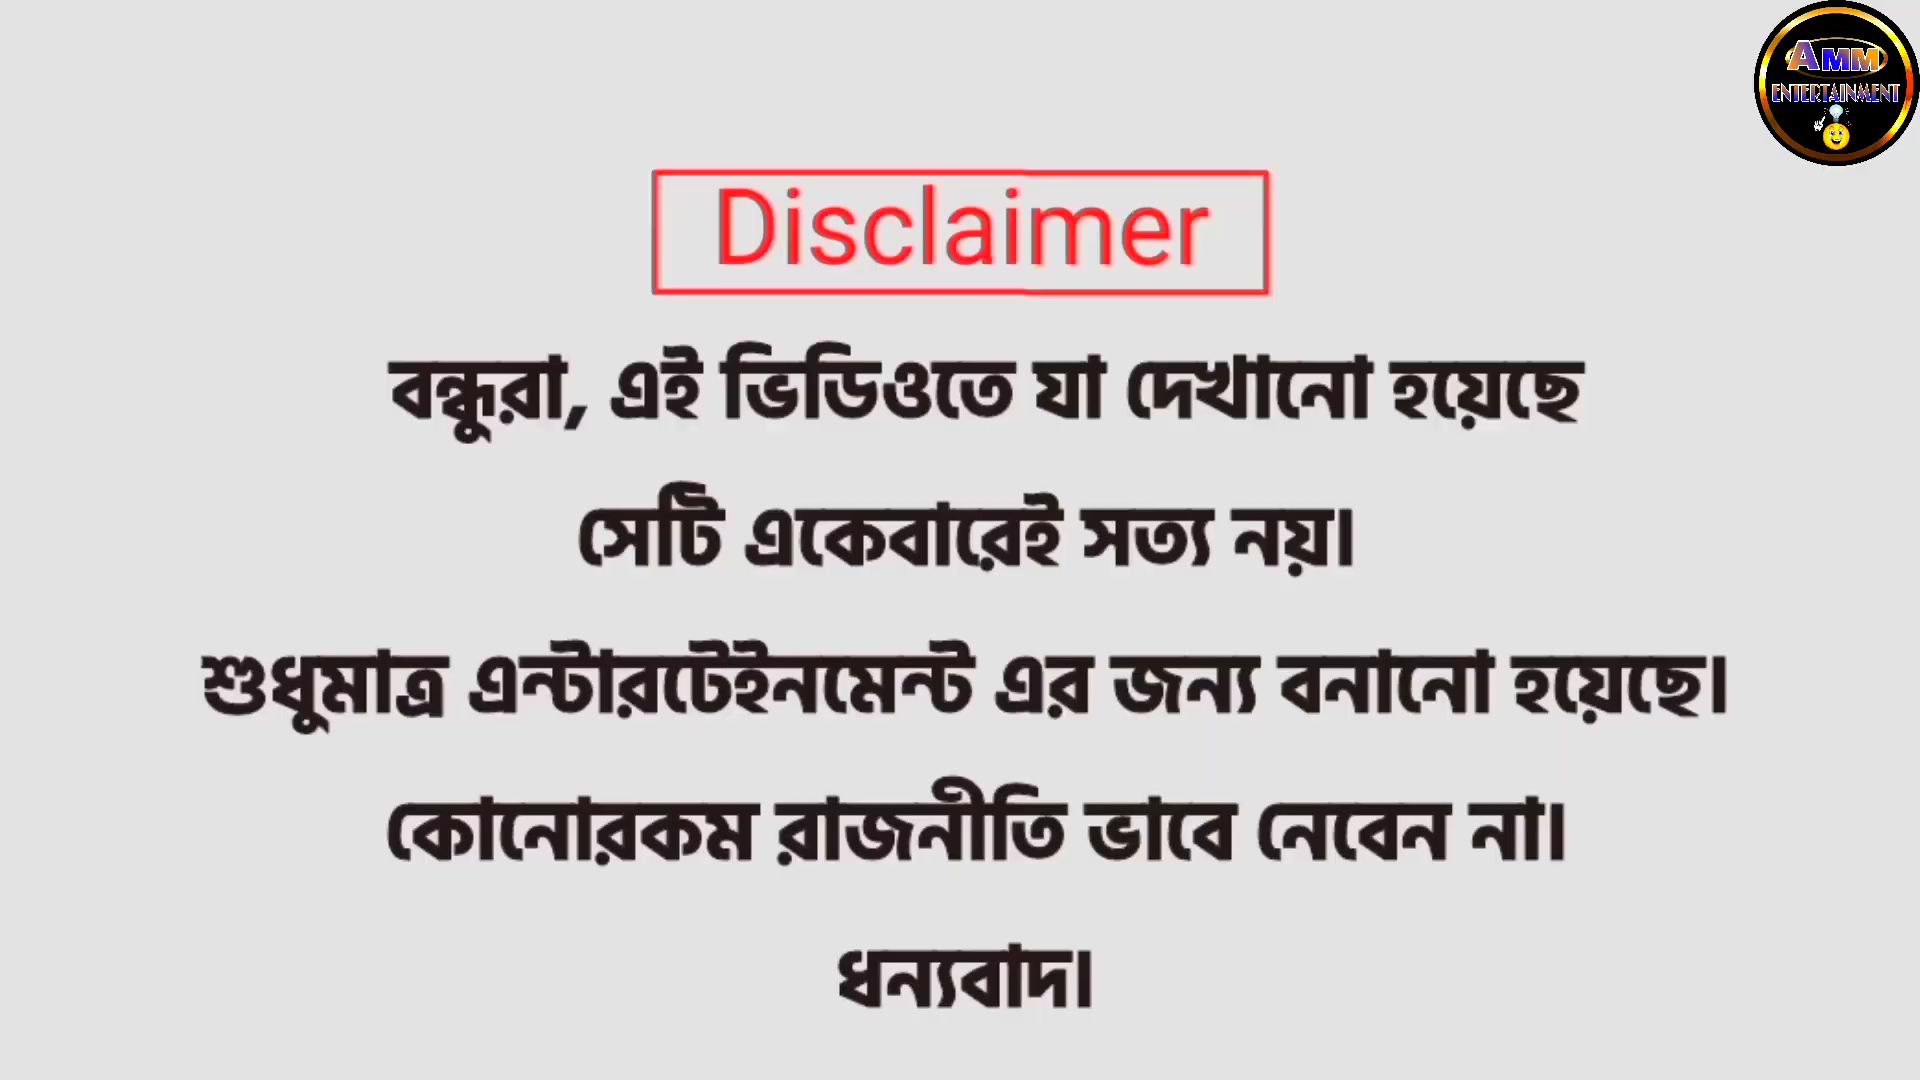 AMM
ENTERTAINMENT
Disclaimer
বন্ধুরা, এই ভিডিওতে যা দেখানো হয়েছে
সেটি একেবারেই সত্য নয়।
শুধুমাত্র এন্টারটেইনমেন্ট এর জন্য বনানো হয়েছে।
কোনোরকম রাজনীতি ভাবে নেবেন না।
ধন্যবাদ।